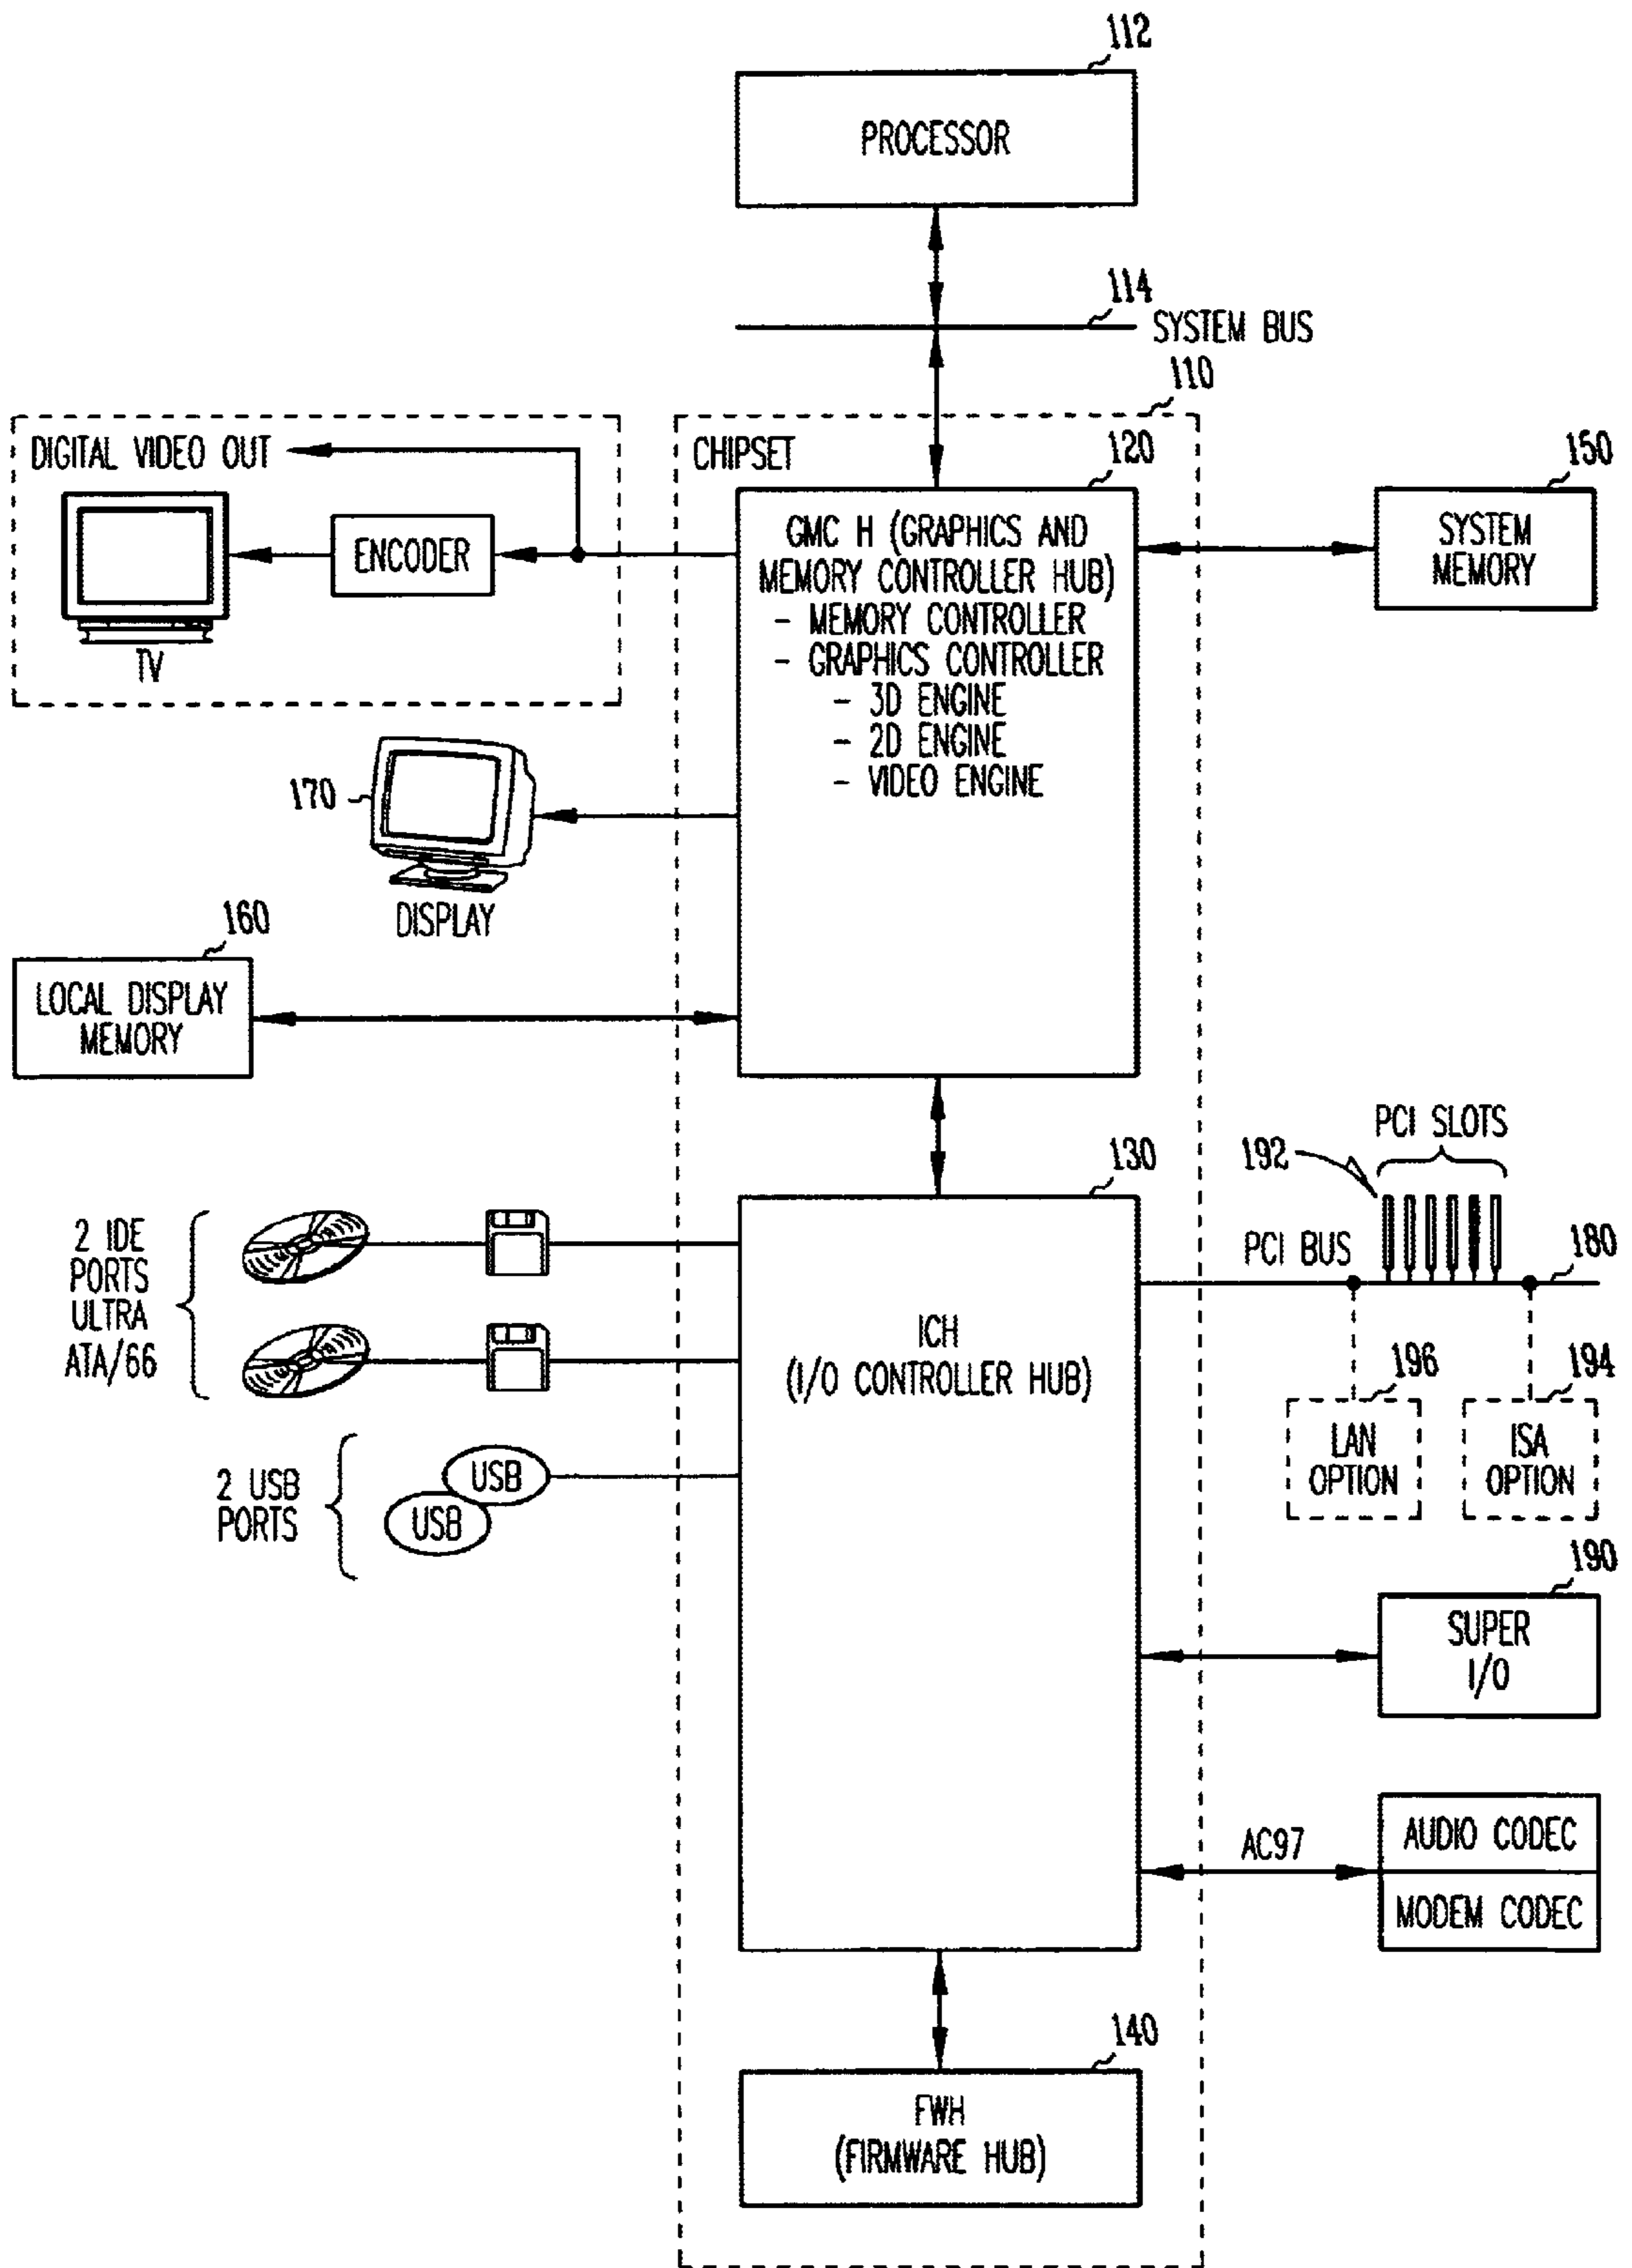 112
PROCESSOR
114
SYSTEM BUS
110
CHIPSET
120
GMC H (GRAPHICS AND
MEMORY CONTROLLER HUB)
- MEMORY CONTROLLER
- GRAPHICS CONTROLLER
- 3D ENGINE
- 2D ENGINE
- VIDEO ENGINE
150
SYSTEM
MEMORY
DIGITAL VIDEO OUT
ENCODER
TV
170
DISPLAY
160
LOCAL DISPLAY
MEMORY
130
ICH
(I/O CONTROLLER HUB)
2 IDE
PORTS
ULTRA
ATA/66
2 USB
PORTS
USB
USB
PCI SLOTS
192
PCI BUS
180
196
LAN
OPTION
194
ISA
OPTION
190
SUPER
I/O
AC97
AUDIO CODEC
MODEM CODEC
140
FWH
(FIRMWARE HUB)